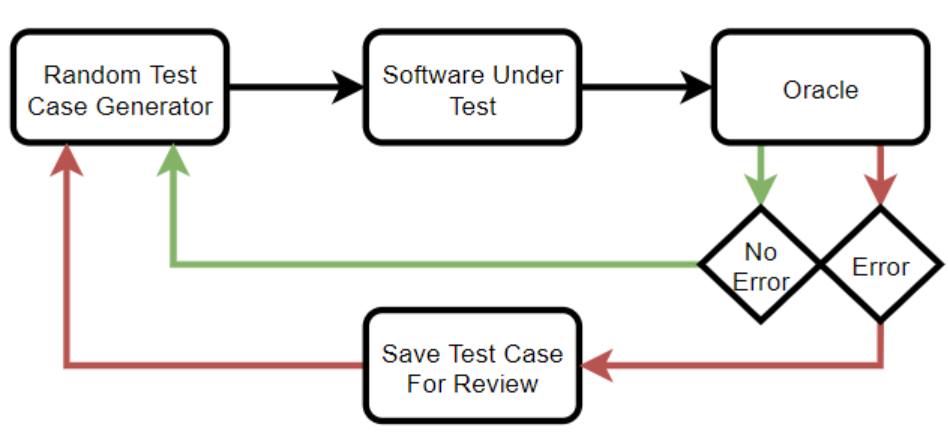 Random Test
Case Generator
Software Under
Test
Oracle
No
Error
Error
Save Test Case
For Review